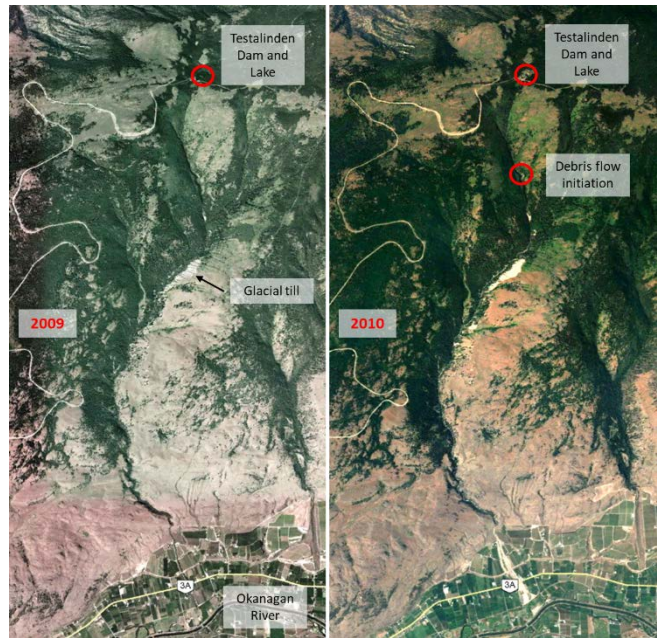 Testalinden
Dam and
Lake
Glacial till
2009
3A
Okanagan
River
Testalinden
Dam and
Lake
Debris flow
initiation
2010
3A